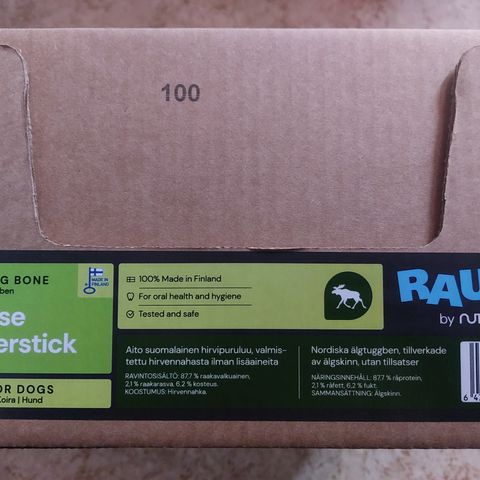 100
G BONE
ben
MADE IN
FINLAND
se
erstick
OR DOGS
Koira | Hund
100% Made in Finland
For oral health and hygiene
Tested and safe
Aito suomalainen hirvipuruluu, valmis-
tettu hirvennahasta ilman lisäaineita
RAVINTOSISÄLTÖ: 87,7 % raakavalkuainen,
2,1 % raakarasva, 6,2 % kosteus.
KOOSTUMUS: Hirvennahka.
Nordiska älgtuggben, tillverkade
av älgskinn, utan tillsatser
NÄRINGSINNEHÅLL: 87,7 % råprotein,
2,1 % råfett, 6,2 % fukt.
SAMMANSÄTTNING: Älgskinn.
RAU
by